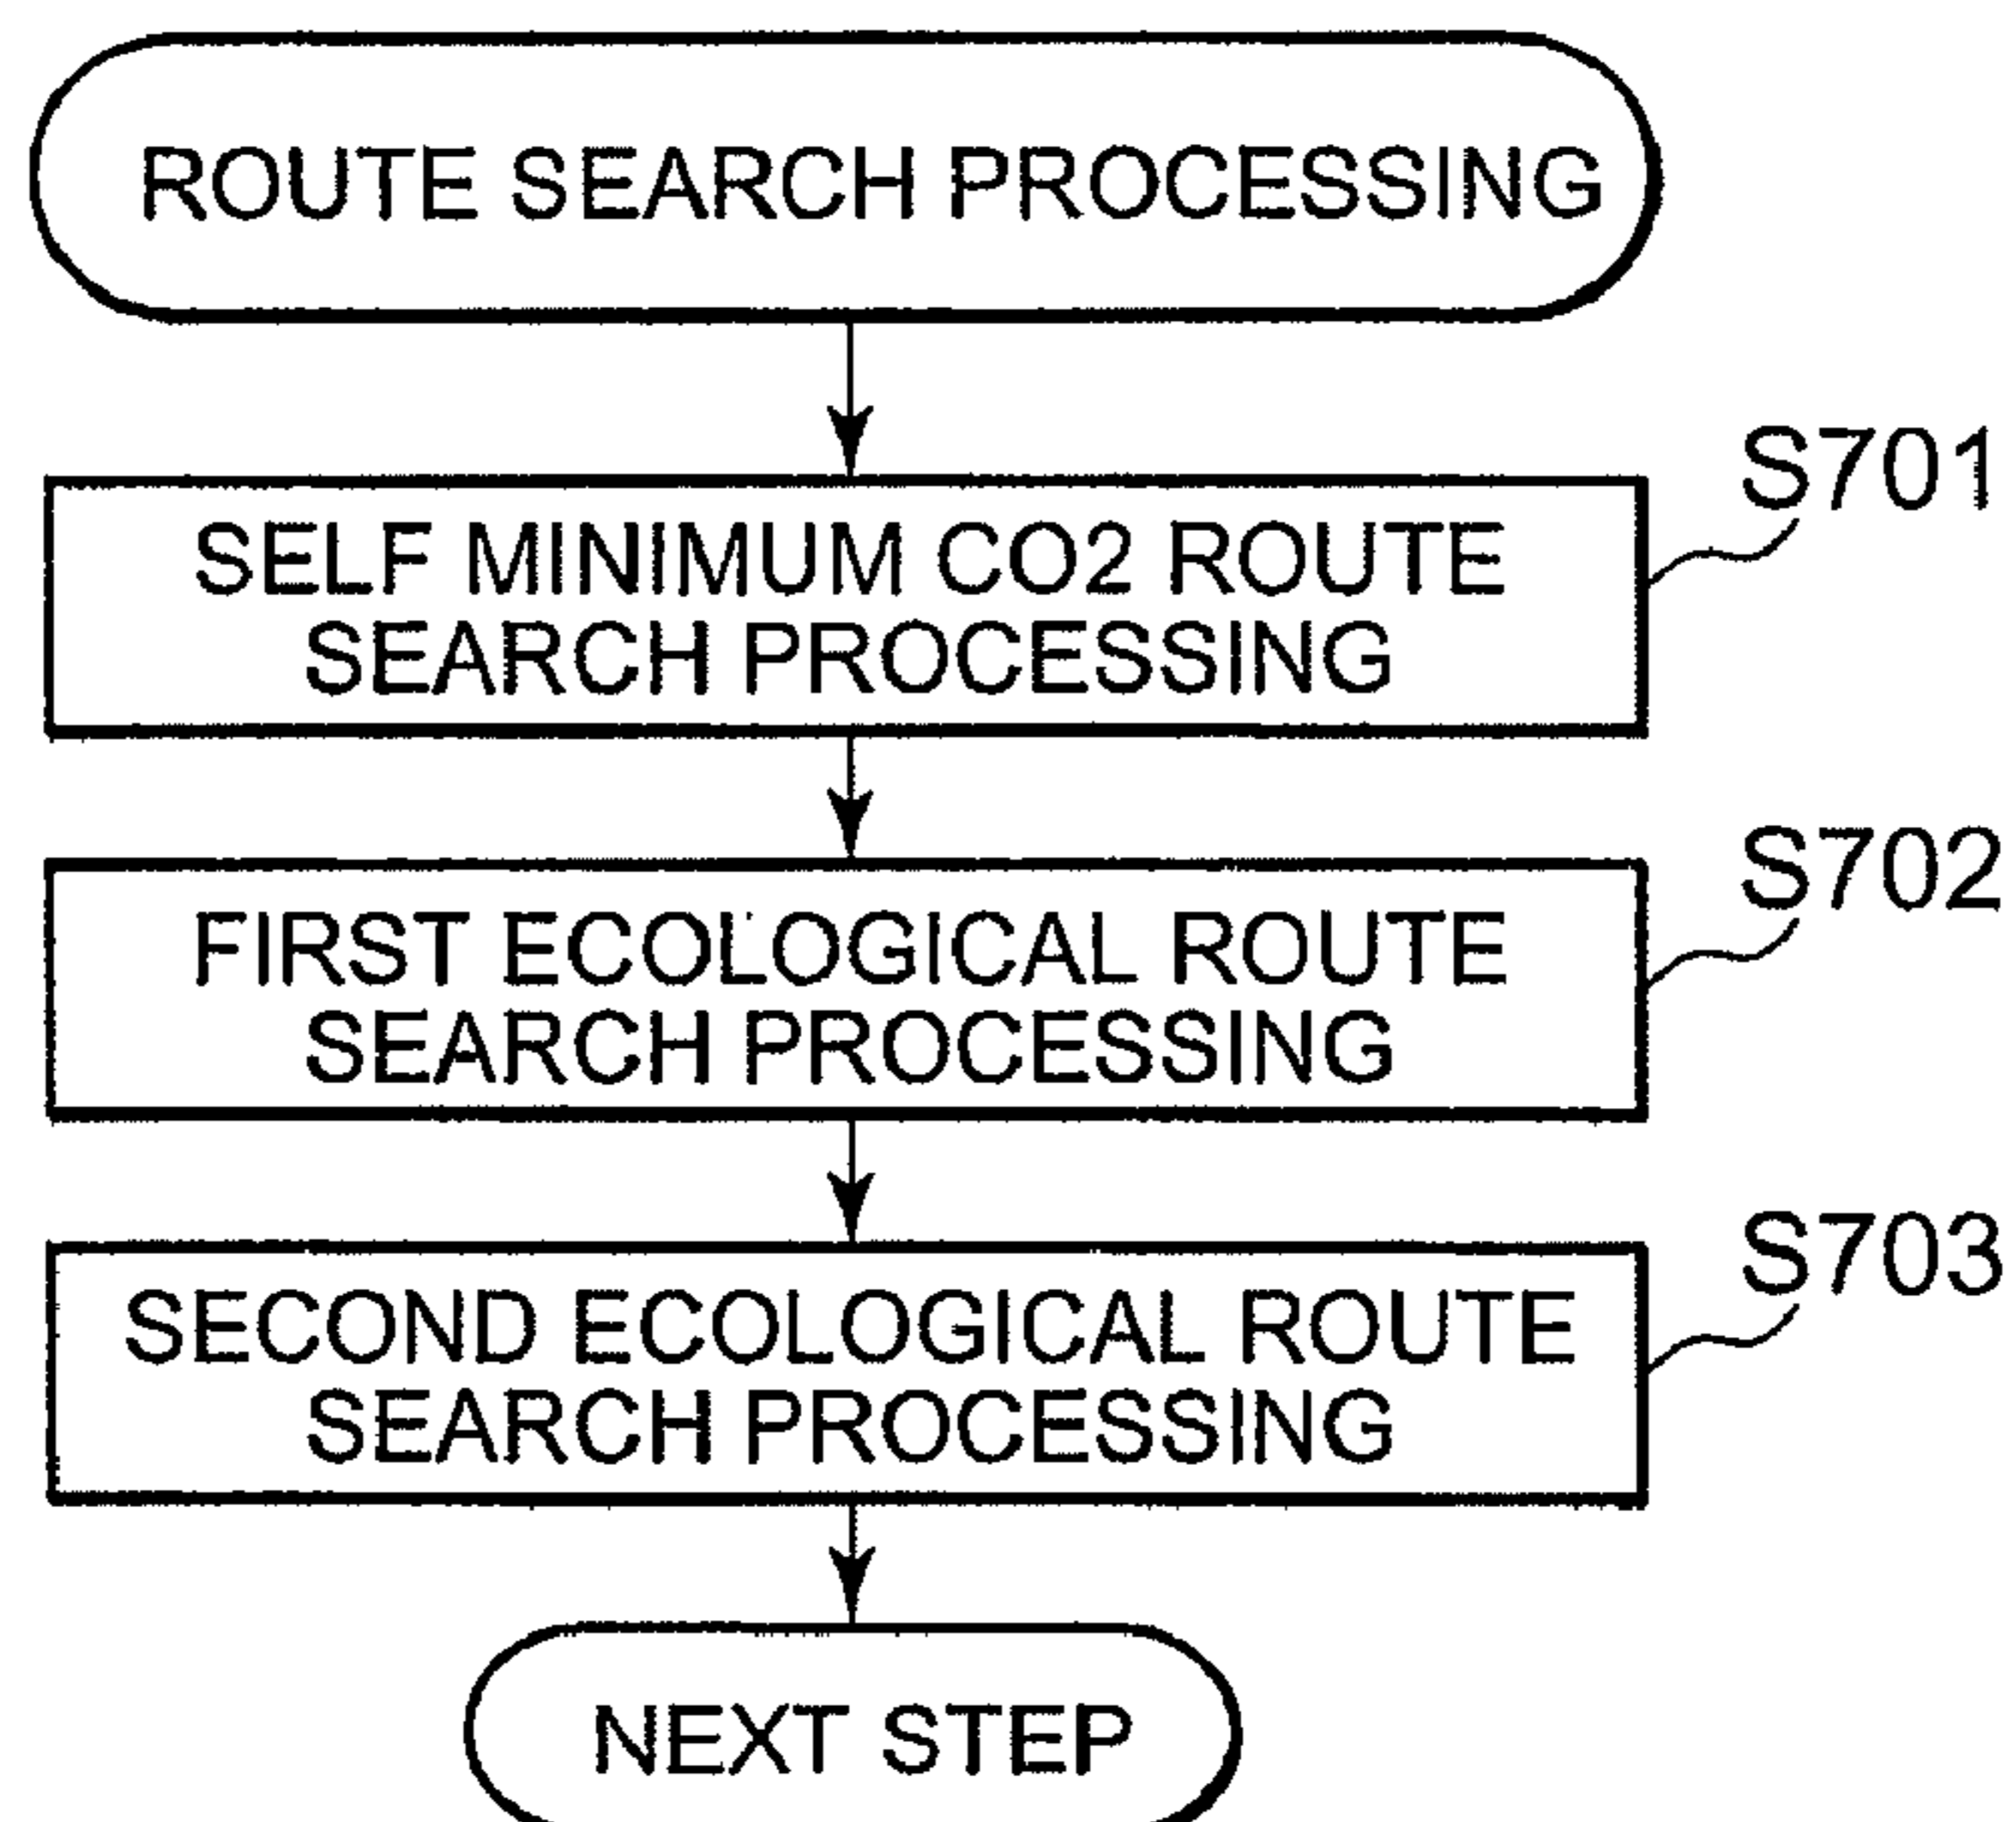 ROUTE SEARCH PROCESSING
S701
SELF MINIMUM CO2 ROUTE
SEARCH PROCESSING
S702
FIRST ECOLOGICAL ROUTE
SEARCH PROCESSING
S703
SECOND ECOLOGICAL ROUTE
SEARCH PROCESSING
NEXT STEP